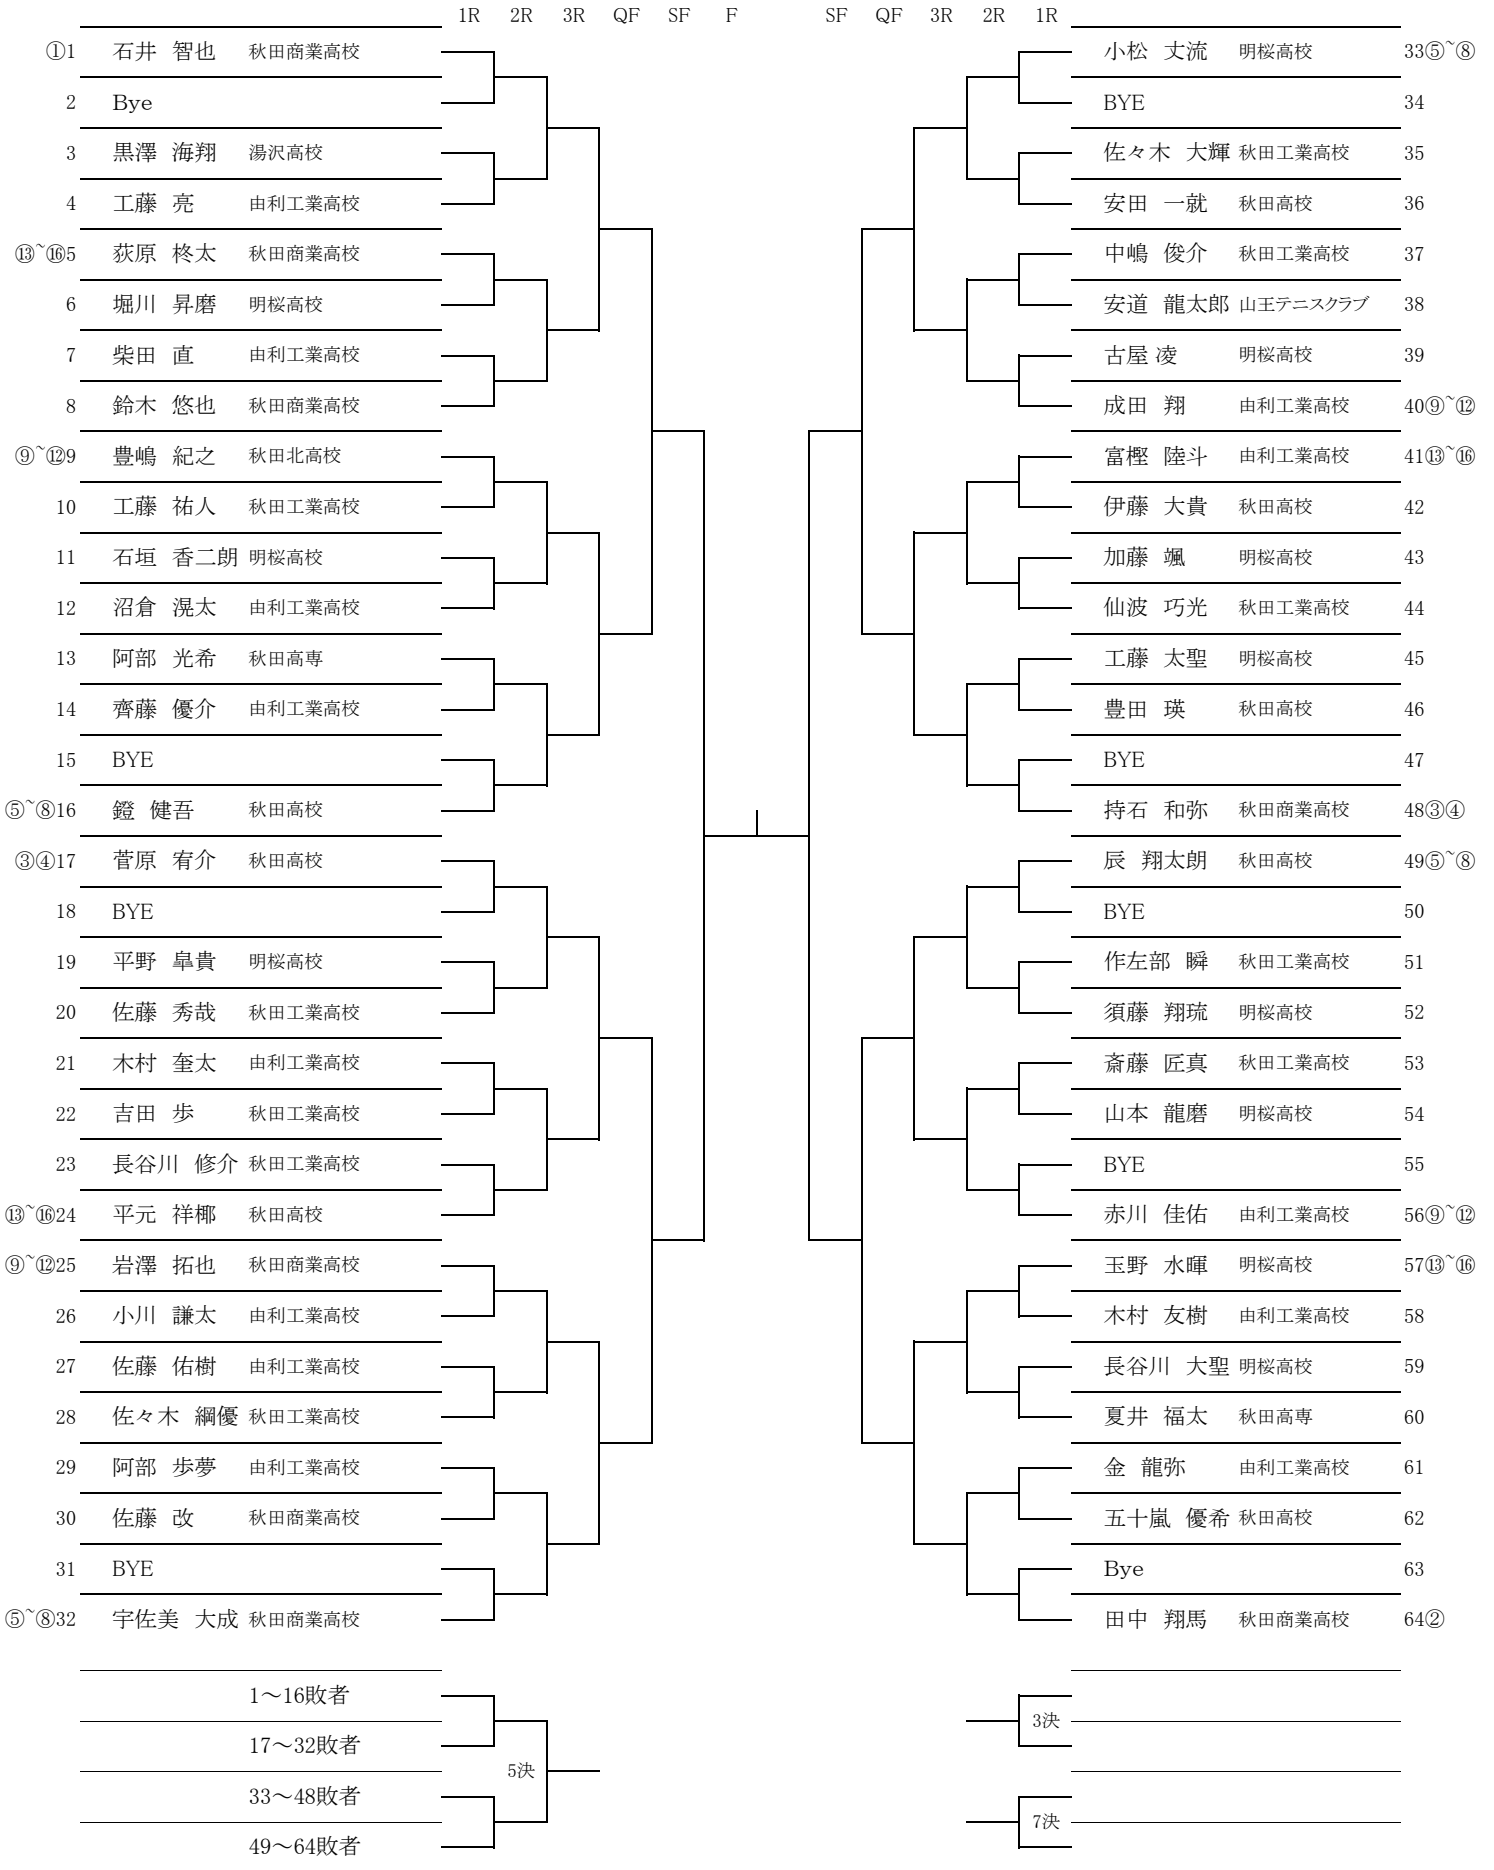 1R 2R 3R QF SF F SF QF 3R 2R 1R
①1 石井 智也 秋田商業高校 小松 丈流 明桜高校 33⑤~⑧
2 Bye BYE 34
3 黒澤 海翔 湯沢高校 佐々木 大輝 秋田工業高校 35
4 工藤 亮 由利工業高校 安田 一就 秋田高校 36
⑬~⑯5 荻原 柊太 秋田商業高校 中嶋 俊介 秋田工業高校 37
6 堀川 昇磨 明桜高校 安道 龍太郎 山王テニスクラブ 38
7 柴田 直 由利工業高校 古屋 凌 明桜高校 39
8 鈴木 悠也 秋田商業高校 成田 翔 由利工業高校 40⑨~⑫
⑨~⑫9 豊嶋 紀之 秋田北高校 富樫 陸斗 由利工業高校 41⑬~⑯
10 工藤 祐人 秋田工業高校 伊藤 大貴 秋田高校 42
11 石垣 香二朗 明桜高校 加藤 颯 明桜高校 43
12 沼倉 滉太 由利工業高校 仙波 巧光 秋田工業高校 44
13 阿部 光希 秋田高専 工藤 太聖 明桜高校 45
14 齊藤 優介 由利工業高校 豊田 瑛 秋田高校 46
15 BYE BYE 47
⑤~⑧16 鐙 健吾 秋田高校 持石 和弥 秋田商業高校 48③④
③④17 菅原 宥介 秋田高校 辰 翔太朗 秋田高校 49⑤~⑧
18 BYE BYE 50
19 平野 皐貴 明桜高校 作左部 瞬 秋田工業高校 51
20 佐藤 秀哉 秋田工業高校 須藤 翔琉 明桜高校 52
21 木村 奎太 由利工業高校 斎藤 匠真 秋田工業高校 53
22 吉田 歩 秋田工業高校 山本 龍磨 明桜高校 54
23 長谷川 修介 秋田工業高校 BYE 55
⑬~⑯24 平元 祥椰 秋田高校 赤川 佳佑 由利工業高校 56⑨~⑫
⑨~⑫25 岩澤 拓也 秋田商業高校 玉野 水暉 明桜高校 57⑬~⑯
26 小川 謙太 由利工業高校 木村 友樹 由利工業高校 58
27 佐藤 佑樹 由利工業高校 長谷川 大聖 明桜高校 59
28 佐々木 綱優 秋田工業高校 夏井 福太 秋田高専 60
29 阿部 歩夢 由利工業高校 金 龍弥 由利工業高校 61
30 佐藤 改 秋田商業高校 五十嵐 優希 秋田高校 62
31 BYE Bye 63
⑤~⑧32 宇佐美 大成 秋田商業高校 田中 翔馬 秋田商業高校 64②
1～16敗者
3決
17～32敗者
5決
33～48敗者
7決
49～64敗者